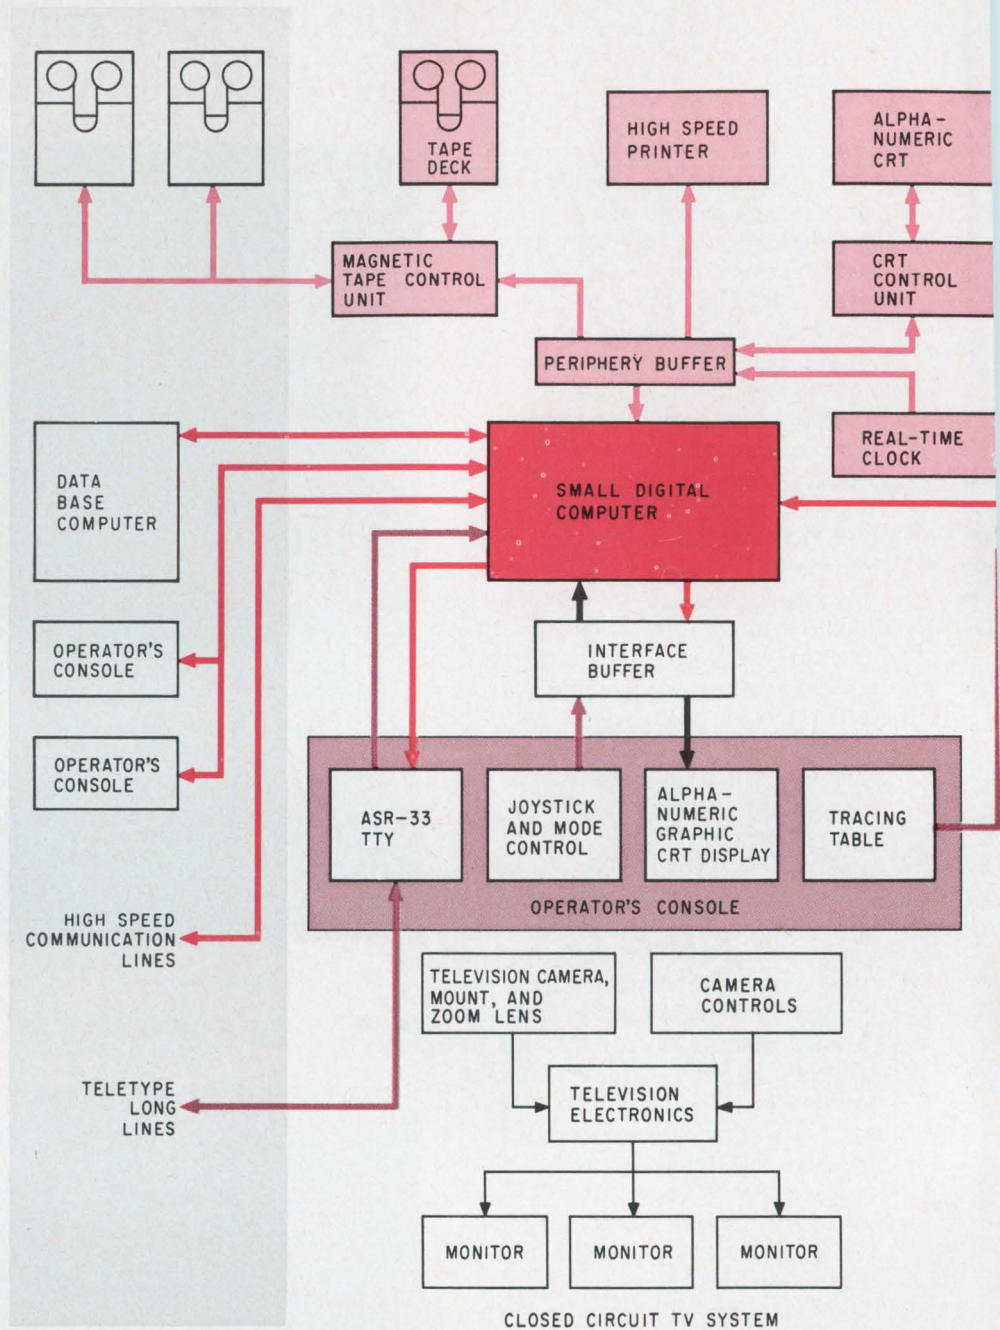 TAPE
DECK
HIGH SPEED
PRINTER
ALPHA-
NUMERIC
CRT
MAGNETIC
TAPE CONTROL
UNIT
CRT
CONTROL
UNIT
PERIPHERY BUFFER
REAL-TIME
CLOCK
DATA
BASE
COMPUTER
SMALL DIGITAL
COMPUTER
OPERATOR'S
CONSOLE
INTERFACE
BUFFER
OPERATOR'S
CONSOLE
ASR-33
TTY
JOYSTICK
AND MODE
CONTROL
ALPHA-
NUMERIC
GRAPHIC
CRT DISPLAY
TRACING
TABLE
OPERATOR'S CONSOLE
HIGH SPEED
COMMUNICATION
LINES
TELEVISION CAMERA,
MOUNT, AND
ZOOM LENS
CAMERA
CONTROLS
TELETYPE
LONG
LINES
TELEVISION
ELECTRONICS
MONITOR
MONITOR
MONITOR
CLOSED CIRCUIT TV SYSTEM